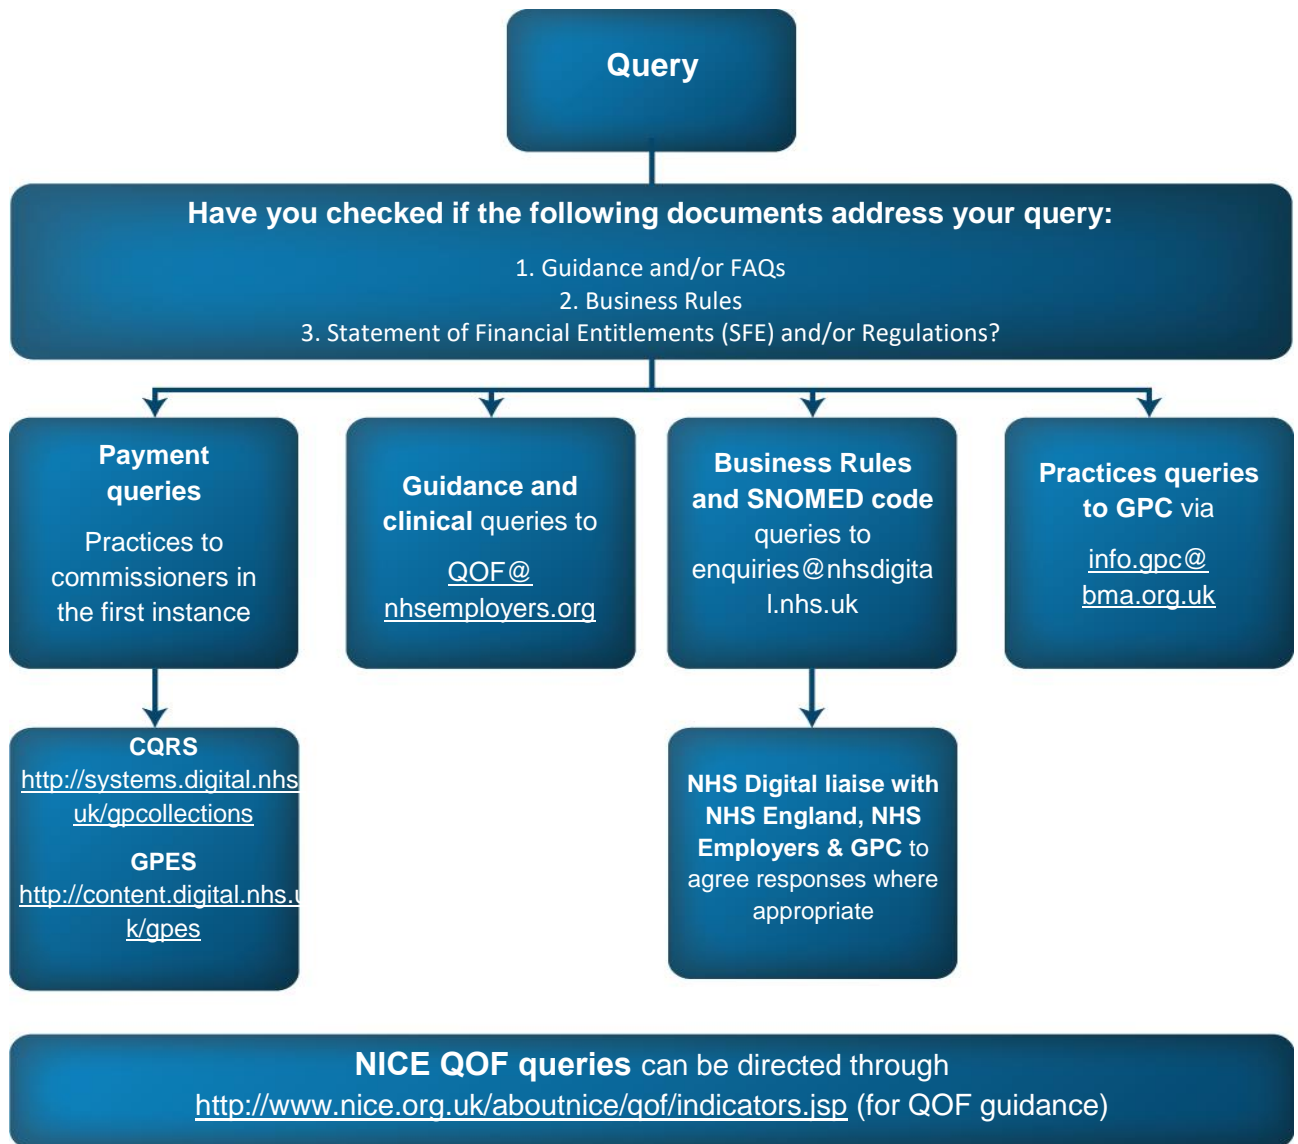 Query
Have you checked if the following documents address your query:
1. Guidance and/or FAQs
2. Business Rules
3. Statement of Financial Entitlements (SFE) and/or Regulations?
Payment
queries
Practices to
commissioners in
the first instance
Guidance and
clinical queries to
QOF@
nhsemployers.org
Business Rules
and SNOMED code
queries to
enquiries@nhsdigita
l.nhs.uk
Practices queries
to GPC via
info.gpc@
bma.org.uk
CQRS
http://systems.digital.nhs.
uk/gpcollections
GPES
http://content.digital.nhs.u
k/gpes
NHS Digital liaise with
NHS England, NHS
Employers & GPC to
agree responses where
appropriate
NICE QOF queries can be directed through
http://www.nice.org.uk/aboutnice/qof/indicators.jsp (for QOF guidance)